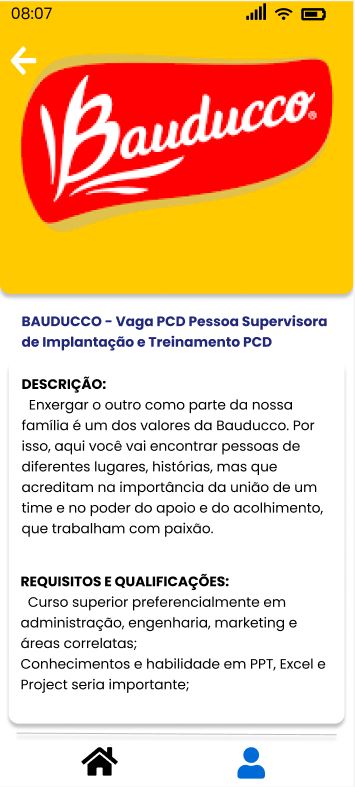 08:07
Bauducco®
BAUDUCCO - Vaga PCD Pessoa Supervisora
de Implantação e Treinamento PCD
DESCRIÇÃO:
Enxergar o outro como parte da nossa
família é um dos valores da Bauducco. Por
isso, aqui você vai encontrar pessoas de
diferentes lugares, histórias, mas que
acreditam na importância da união de um
time e no poder do apoio e do acolhimento,
que trabalham com paixão.
REQUISITOS E QUALIFICAÇÕES:
Curso superior preferencialmente em
administração, engenharia, marketing e
áreas correlatas;
Conhecimentos e habilidade em PPT, Excel e
Project seria importante;